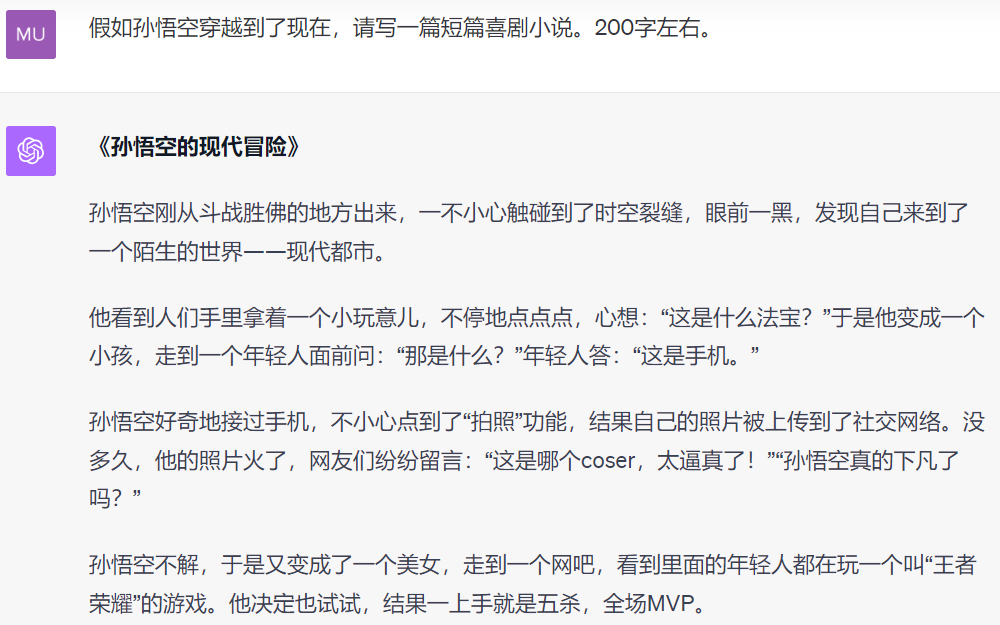 MU
假如孙悟空穿越到了现在，请写一篇短篇喜剧小说。200字左右。
《孙悟空的现代冒险》
孙悟空刚从斗战胜佛的地方出来，一不小心触碰到了时空裂缝，眼前一黑，发现自己来到了
一个陌生的世界——现代都市。
他看到人们手里拿着一个小玩意儿，不停地点点点，心想：“这是什么法宝？”于是他变成一个
小孩，走到一个年轻人面前问：“那是什么？”年轻人答：“这是手机。”
孙悟空好奇地接过手机，不小心点到了“拍照”功能，结果自己的照片被上传到了社交网络。没
多久，他的照片火了，网友们纷纷留言：“这是哪个coser，太逼真了！”“孙悟空真的下凡了
吗？”
孙悟空不解，于是又变成了一个美女，走到一个网吧，看到里面的年轻人都在玩一个叫“王者
荣耀”的游戏。他决定也试试，结果一上手就是五杀，全场MVP。